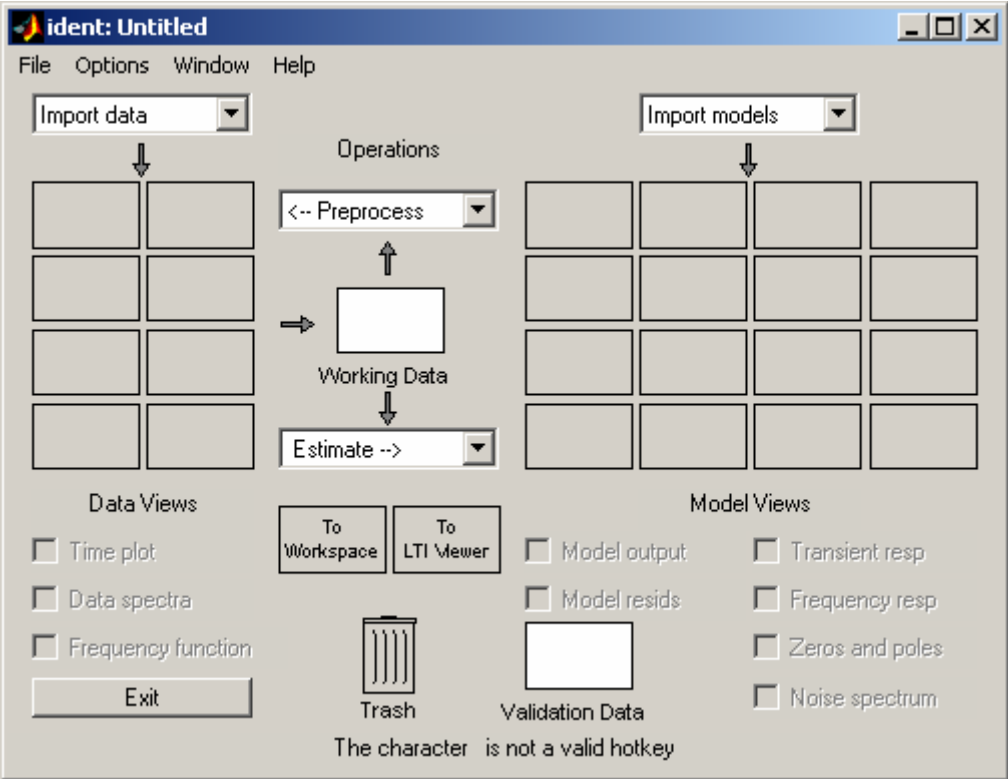 ident: Untitled
File Options Window Help
Import data
Import models
Operations
<-- Preprocess
Working Data
Estimate -->
Data Views
Model Views
To
Workspace
To
LTI Viewer
Time plot
Data spectra
Frequency function
Model output
Model resids
Transient resp
Frequency resp
Zeros and poles
Noise spectrum
Exit
Trash
Validation Data
The character is not a valid hotkey